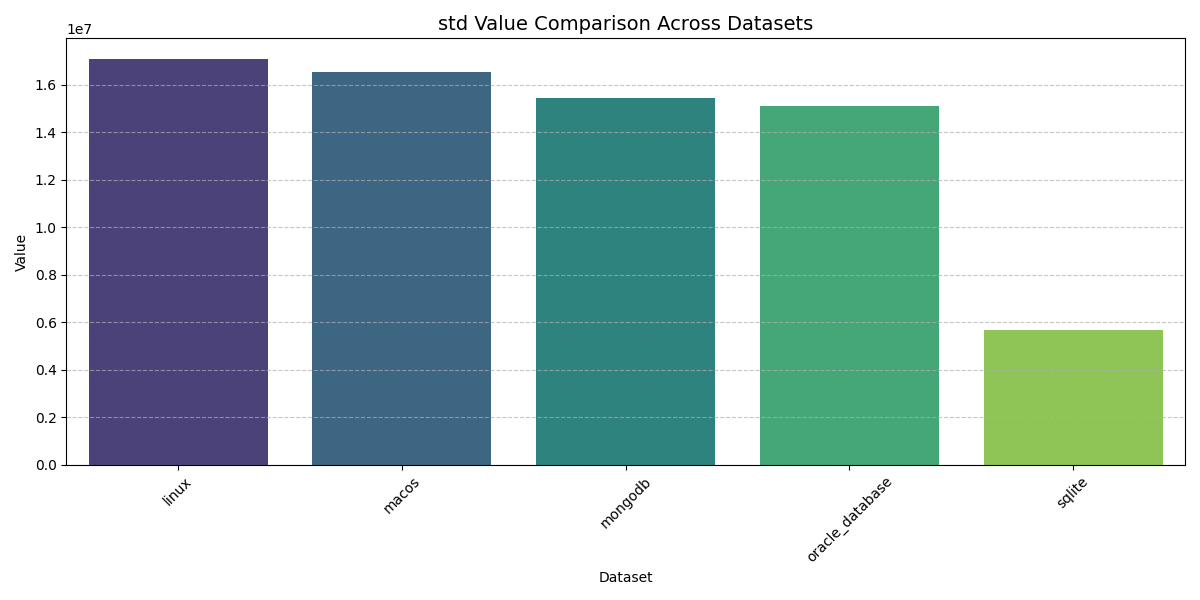 std Value Comparison Across Datasets
1e7
1.6
1.4
1.2
1.0
0.8
0.6
0.4
0.2
0.0
Value
linux
macos
mongodb
oracle_database
sqlite
Dataset